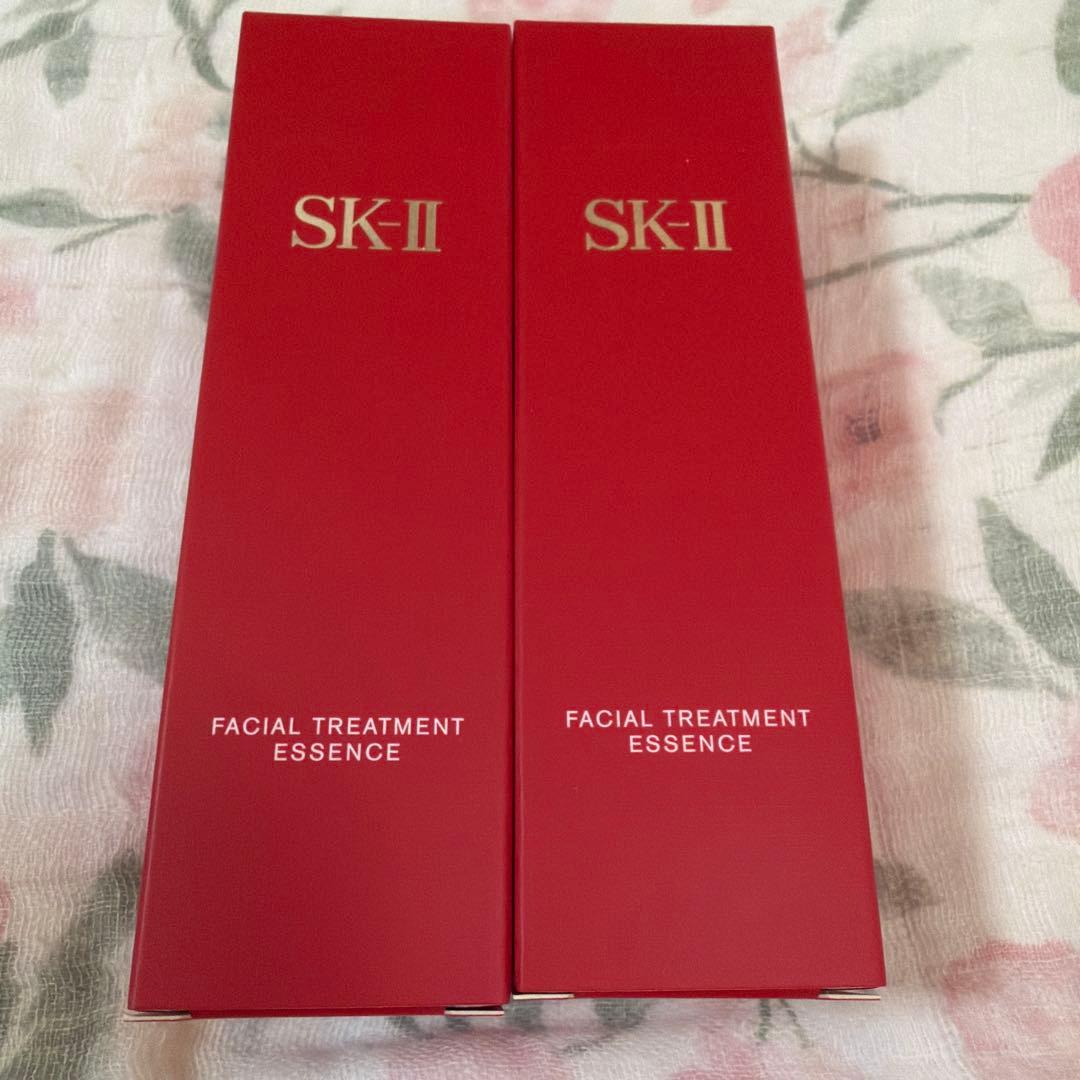 SK-II
FACIAL TREATMENT
ESSENCE
SK-II
FACIAL TREATMENT
ESSENCE